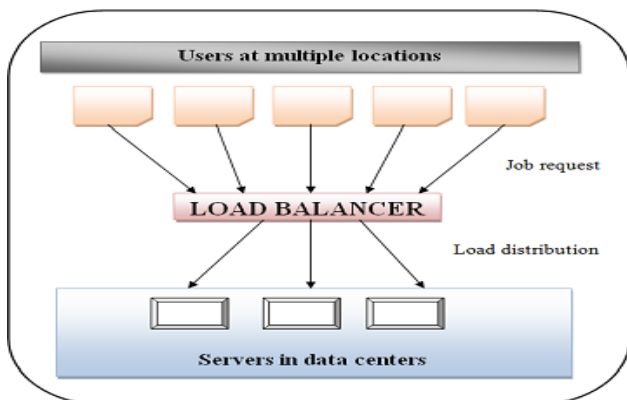 Users at multiple locations
Job request
LOAD BALANCER
Load distribution
Servers in data centers